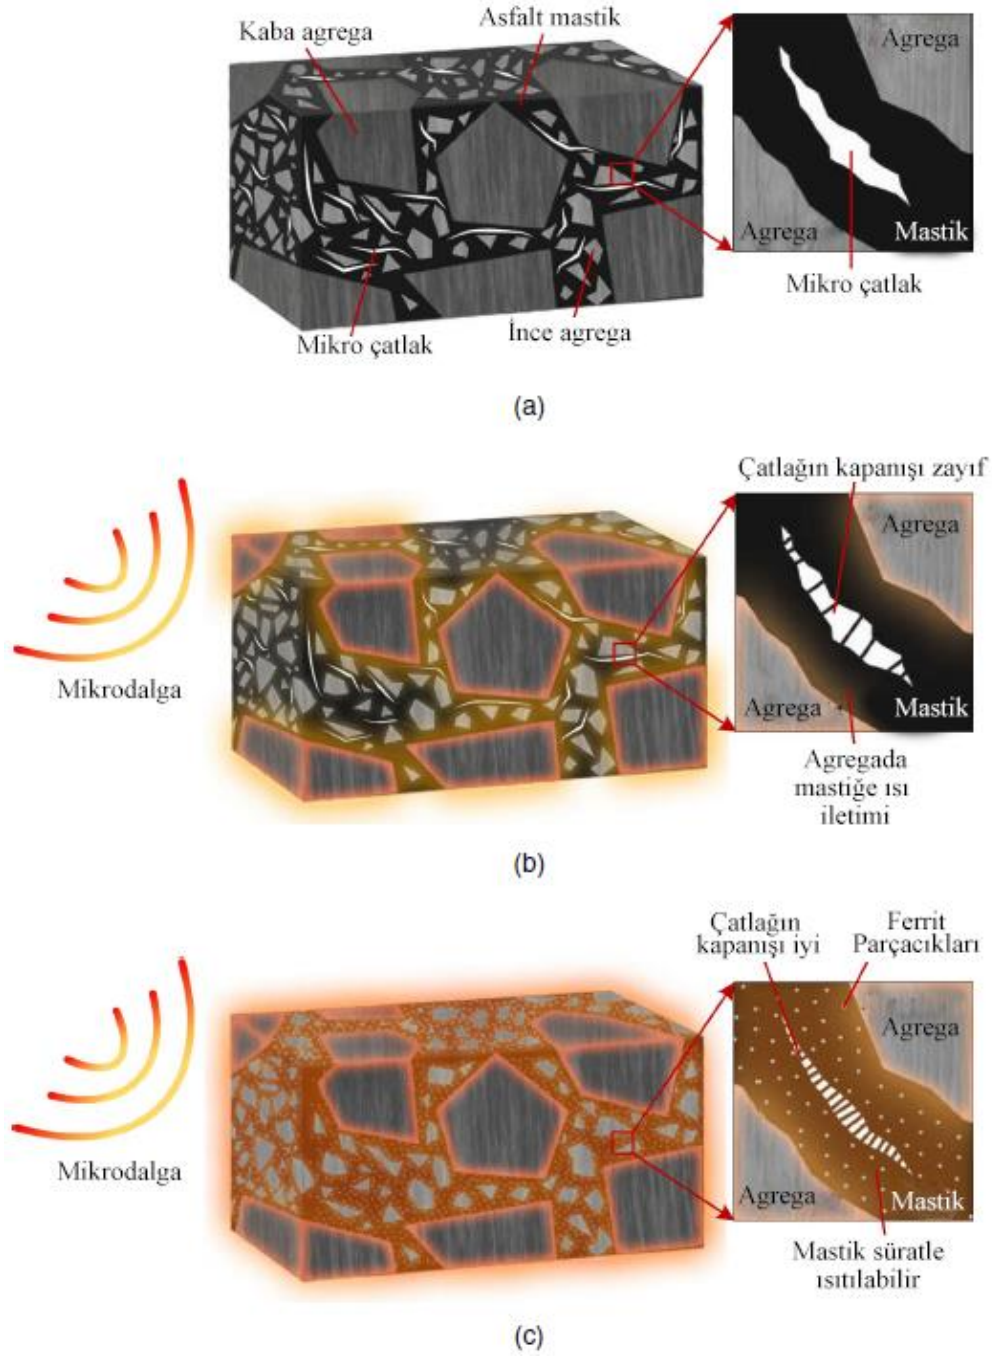 Kaba agrega
Asfalt mastik
Agrega
Agrega
Mastik
Mikro çatlak
Mikro çatlak
İnce agrega
(a)
Çatlağın kapanışı zayıf
Agrega
Mikrodalga
Agrega
Mastik
Agregada
mastiğe ısı
iletimi
(b)
Çatlağın
kapanışı iyi
Ferrit
Parçacıkları
Agrega
Mikrodalga
Agrega
Mastik
Mastik süratle
ısıtılabilir
(c)